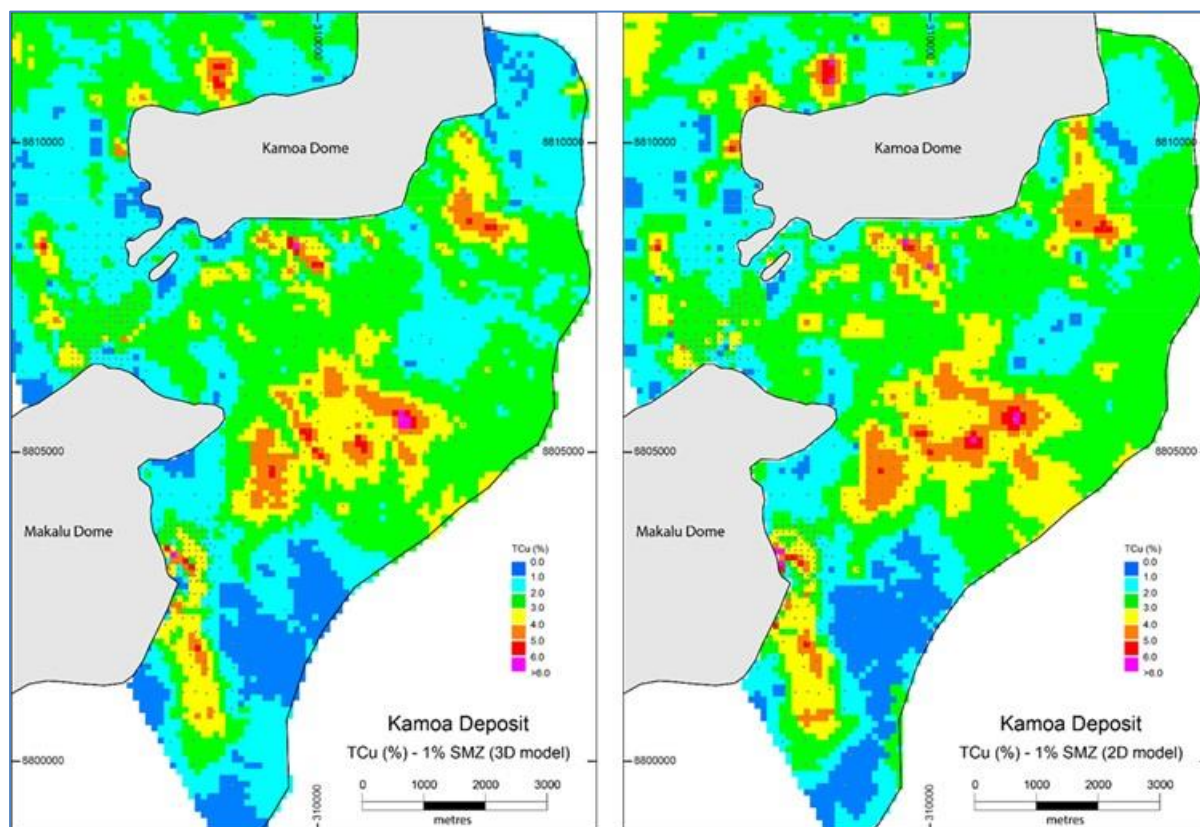 310000
8810000
8810000
Kamoa Dome
8805000
8805000
Makalu Dome
TCu (%)
0.0
1.0
2.0
3.0
4.0
5.0
6.0
>6.0
Kamoa Deposit
TCu (%) - 1% SMZ (3D model)
8800000
0 1000 2000 3000
metres
310000
310000
8810000
8810000
Kamoa Dome
8805000
8805000
Makalu Dome
TCu (%)
0.0
1.0
2.0
3.0
4.0
5.0
6.0
>6.0
Kamoa Deposit
TCu (%) - 1% SMZ (2D model)
8800000
0 1000 2000 3000
metres
310000